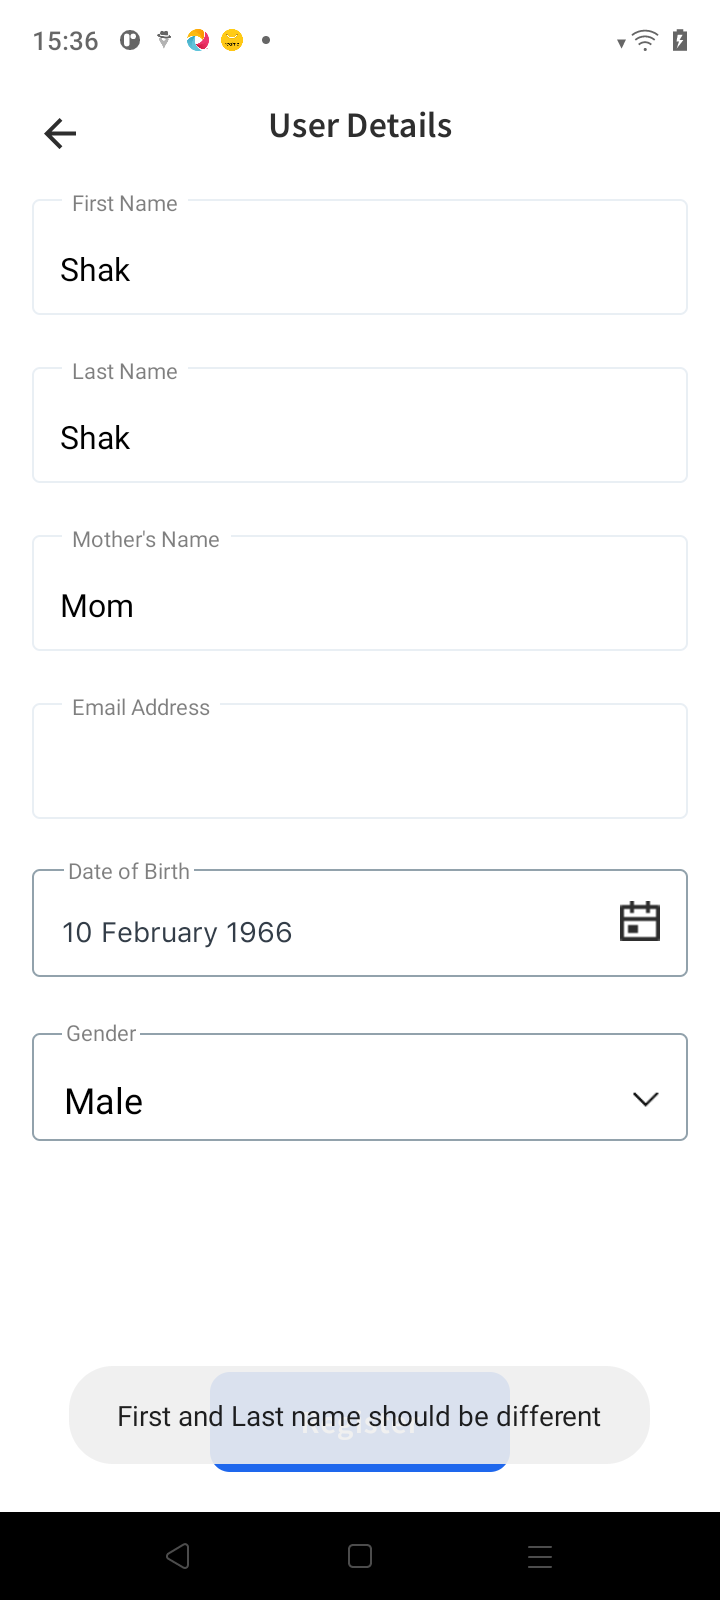 15:36
User Details
First Name
Shak
Last Name
Shak
Mother's Name
Mom
Email Address
Date of Birth
10 February 1966
Gender
Male
First and Last name should be different
Register